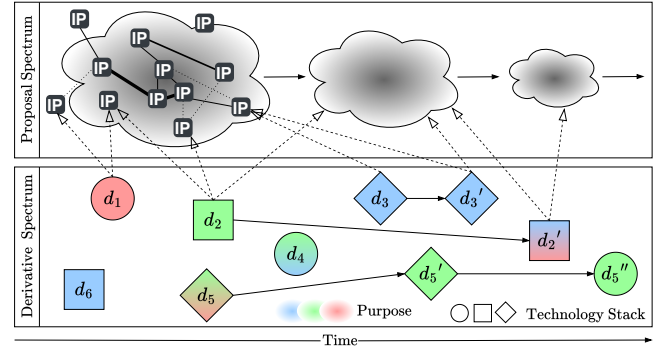 Proposal Spectrum
IP
IP
IP
IP
IP
IP
IP
IP
IP
IP
IP
IP
Derivative Spectrum
d₁
d₂
d₃
d₃′
d₂′
d₄
d₅
d₅′
d₅″
d₆
Purpose
Technology Stack
Time